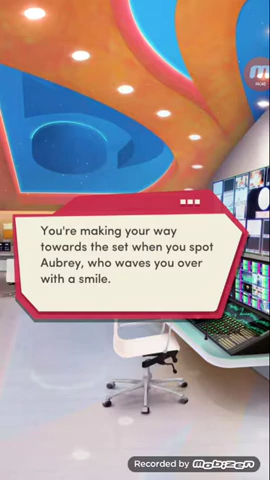 You're making your way
towards the set when you spot
Aubrey, who waves you over
with a smile.
Recorded by MOBIZEN